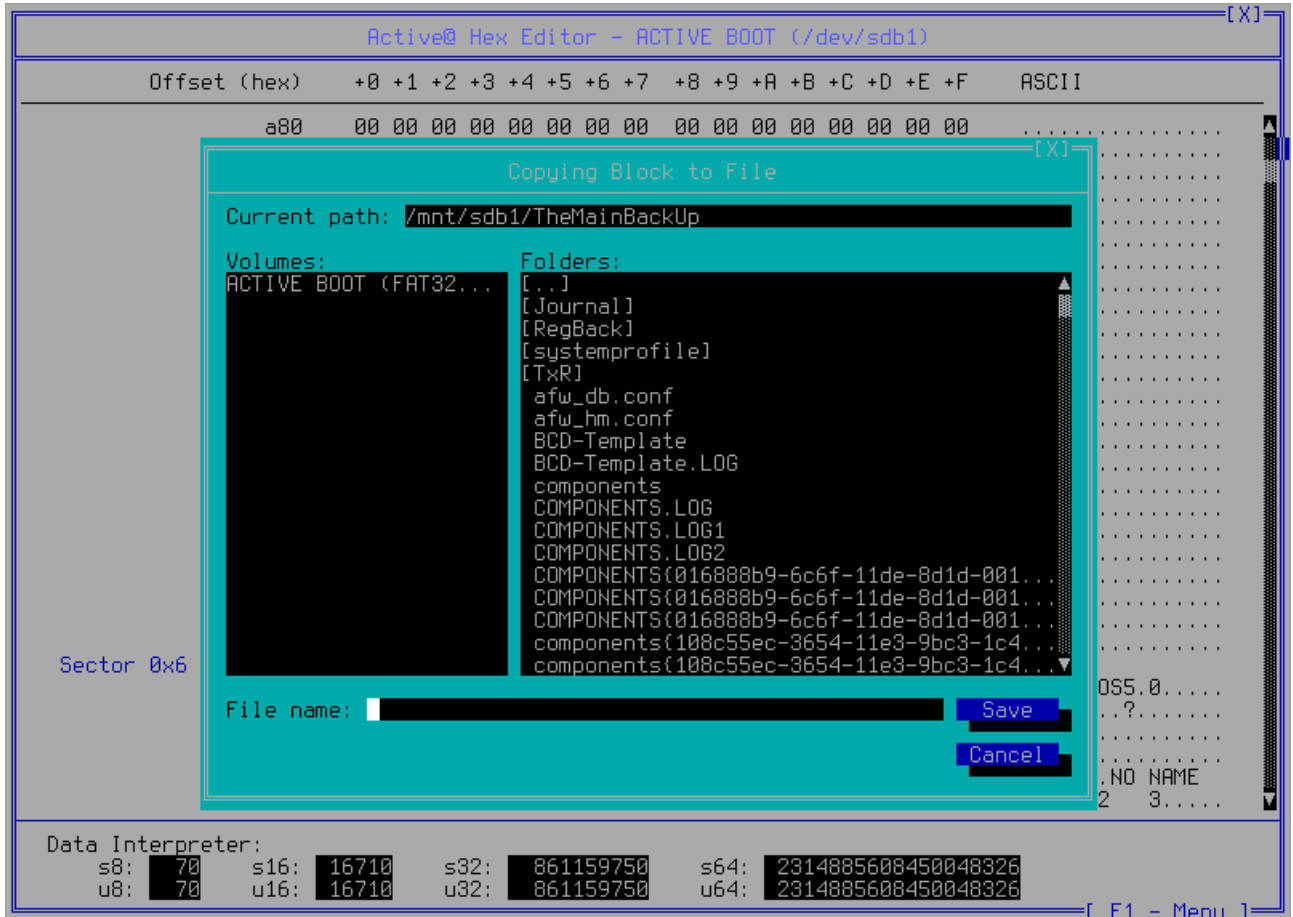 [X]
Active@ Hex Editor - ACTIVE BOOT (/dev/sdb1)
Offset (hex) +0 +1 +2 +3 +4 +5 +6 +7 +8 +9 +A +B +C +D +E +F ASCII
a80 00 00 00 00 00 00 00 00 00 00 00 00 00 00 00 00 ................
[X]
Copying Block to File
Current path: /mnt/sdb1/TheMainBackUp
Volumes:
ACTIVE BOOT (FAT32...
Folders:
[..]
[Journal]
[RegBack]
[systemprofile]
[TxR]
afw_db.conf
afw_hm.conf
BCD-Template
BCD-Template.LOG
components
COMPONENTS.LOG
COMPONENTS.LOG1
COMPONENTS.LOG2
COMPONENTS{016888b9-6c6f-11de-8d1d-001...
COMPONENTS{016888b9-6c6f-11de-8d1d-001...
COMPONENTS{016888b9-6c6f-11de-8d1d-001...
components{108c55ec-3654-11e3-9bc3-1c4...
components{108c55ec-3654-11e3-9bc3-1c4...
Sector 0x6
OS5.0.....
File name:
Save
..?.......
Cancel
.NO NAME
2 3.....
Data Interpreter:
s8: 70 s16: 16710 s32: 861159750 s64: 2314885608450048326
u8: 70 u16: 16710 u32: 861159750 u64: 2314885608450048326
[ F1 - Menu ]